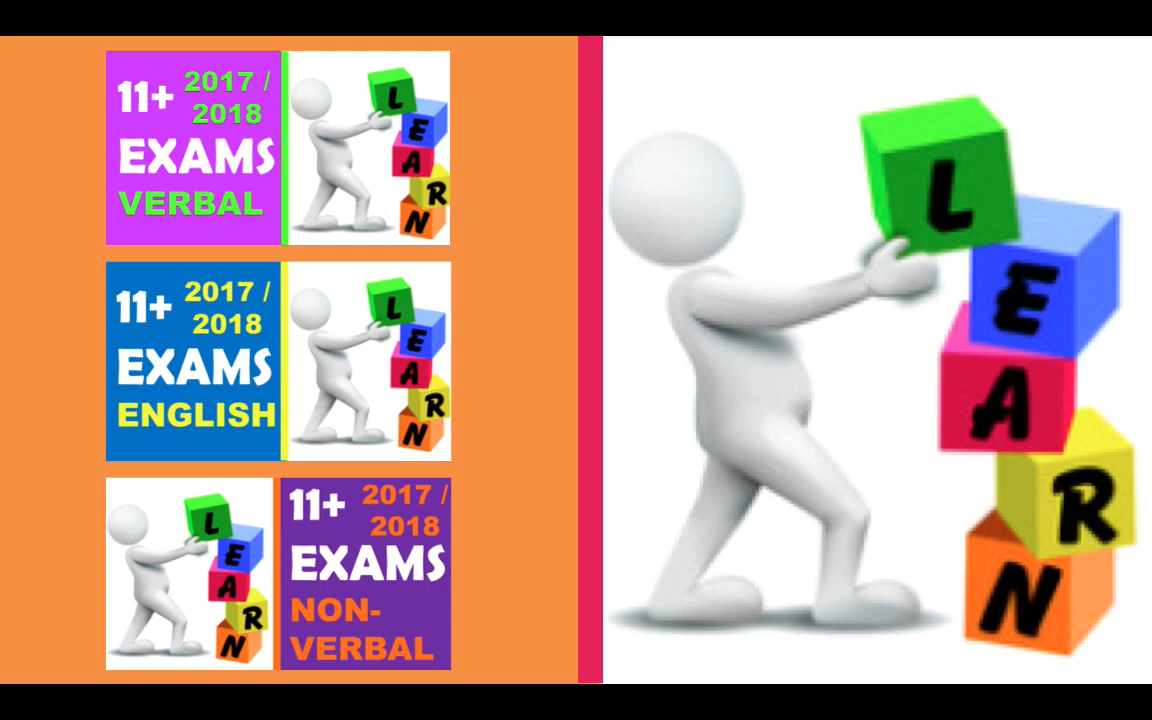 11+ 2017 /
2018
EXAMS
VERBAL
L
E
A
R
N
11+ 2017 /
2018
EXAMS
ENGLISH
L
E
A
R
N
L
E
A
R
N
11+ 2017 /
2018
EXAMS
NON-
VERBAL
L
E
A
R
N